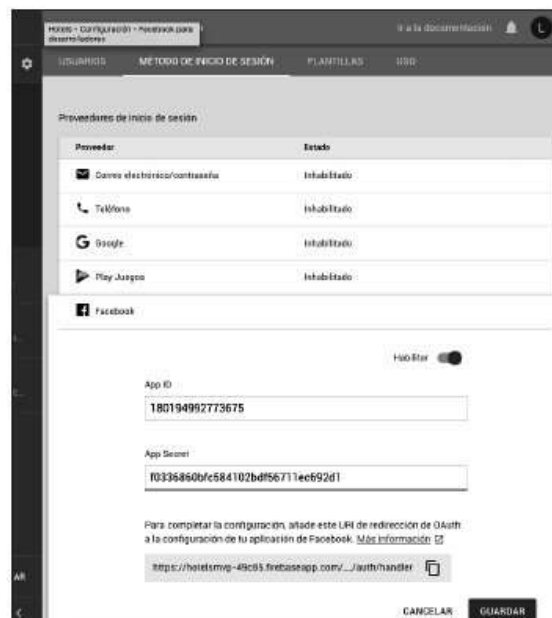 Hotels - Configuración - Facebook para desarrolladores
Ir a la documentación
L
USUARIOS MÉTODO DE INICIO DE SESIÓN PLANTILLAS USO
Proveedores de inicio de sesión
Proveedor Estado
Correo electrónico/contraseña Inhabilitado
Teléfono Inhabilitado
Google Inhabilitado
Play Juegos Inhabilitado
Facebook
Habilitar
App ID
180194992773675
App Secret
f0336860bfc584102bdf56711ec692d1
Para completar la configuración, añade este URI de redirección de OAuth
a la configuración de tu aplicación de Facebook. Más información
https://hotelsmvp-49c65.firebaseapp.com/__/auth/handler
AR
CANCELAR GUARDAR